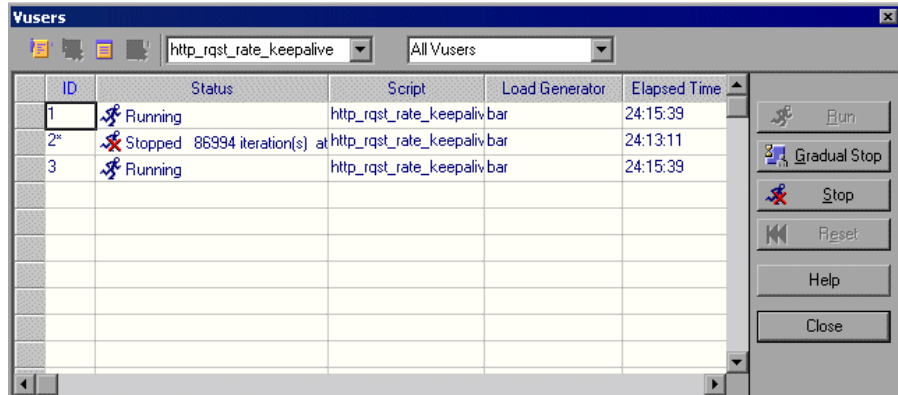 Vusers
http_rqst_rate_keepalive All Vusers
ID Status Script Load Generator Elapsed Time
1 Running http_rqst_rate_keepaliv bar 24:15:39
2* Stopped 86994 iteration(s) at http_rqst_rate_keepaliv bar 24:13:11
3 Running http_rqst_rate_keepaliv bar 24:15:39
Run
Gradual Stop
Stop
Reset
Help
Close